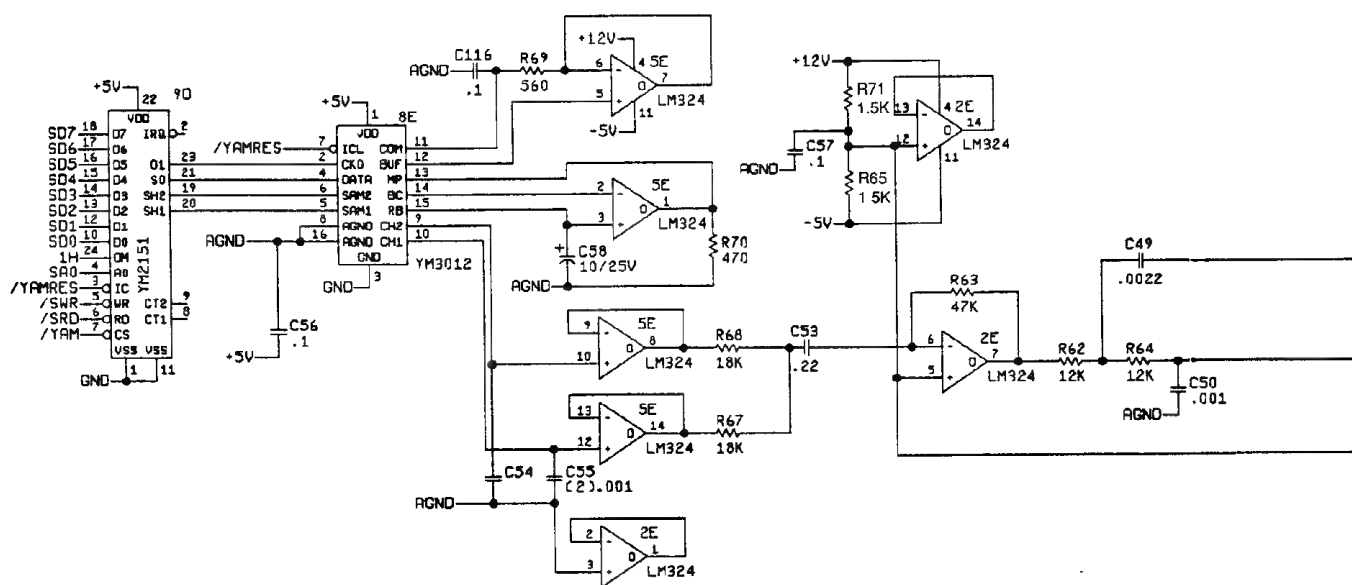 +5V
22
9D
VDD
SD7 18 D7 IRQ 2
SD6 17 D6
SD5 16 D5 O1 23
SD4 15 D4 SO 21
SD3 14 D3 SH2 19
SD2 13 D2 SH1 20
SD1 12 D1
SD0 10 D0
1H 24 ØM
SA0 4 A0
/YAMRES 3 IC
/SWR 5 WR CT2 9
/SRD 6 RD CT1 8
/YAM 7 CS
YM2151
VSS VSS
GND 1 11
+5V
1
8E
VDD
/YAMRES 7 ICL COM 11
2 CKO BUF 12
4 DATA MP 13
6 SAM2 BC 14
5 SAM1 RB 15
8 AGND CH2 9
AGND 16 AGND CH1 10
GND
YM3012
GND 3
C56
.1
+5V
C116
AGND
.1
R69
560
+12V
4 5E
6 -
7
O
5 +
LM324
11
-5V
5E
2 -
1
O
3 +
LM324
+ C58
10/25V
AGND
R70
470
5E
9 -
8
O
10 +
LM324
R68
18K
C53
.22
5E
13 -
14
O
12 +
LM324
R67
18K
C54
C55
(2).001
AGND
2E
2 -
1
O
3 +
LM324
+12V
R71
1.5K
C57
.1
AGND
R65
1.5K
-5V
4 2E
13 -
14
O
12 +
LM324
11
R63
47K
2E
6 -
7
O
5 +
LM324
R62
12K
R64
12K
C49
.0022
C50
.001
AGND